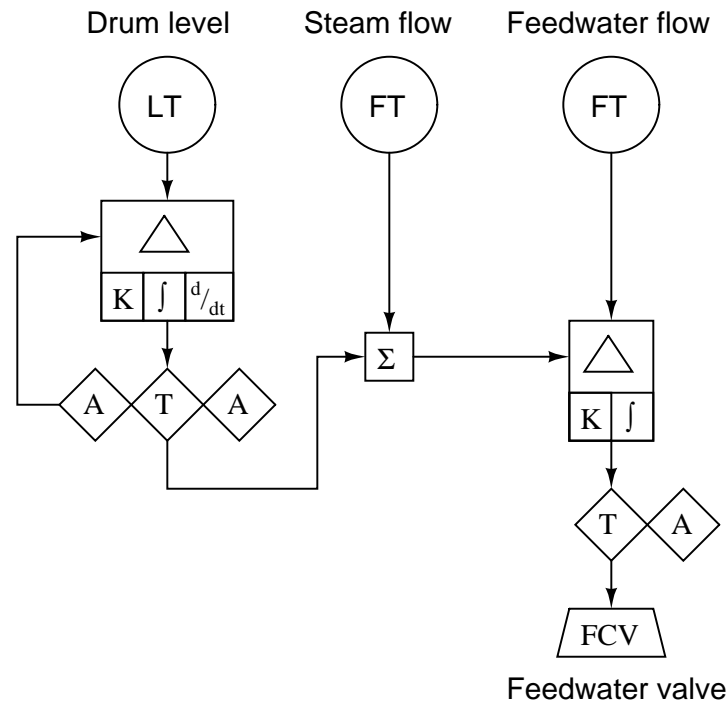 Drum level Steam flow Feedwater flow
LT FT FT
K ∫ d/dt
Σ
A T A
K ∫
T A
FCV
Feedwater valve